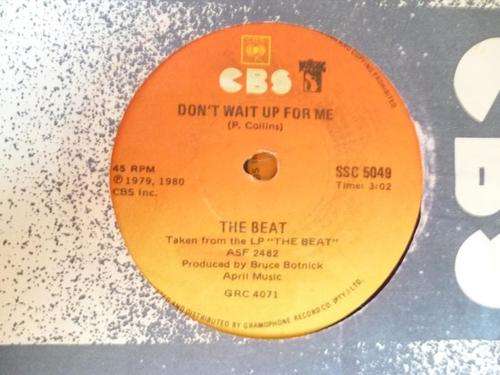 CBS
DON'T WAIT UP FOR ME
(P. Collins)
45 RPM
℗ 1979, 1980
CBS Inc.
SSC 5049
Time: 3:02
THE BEAT
Taken from the LP "THE BEAT"
ASF 2482
Produced by Bruce Botnick
April Music
GRC 4071
AND DISTRIBUTED BY GRAMOPHONE RECORD CO (PTY) LTD.